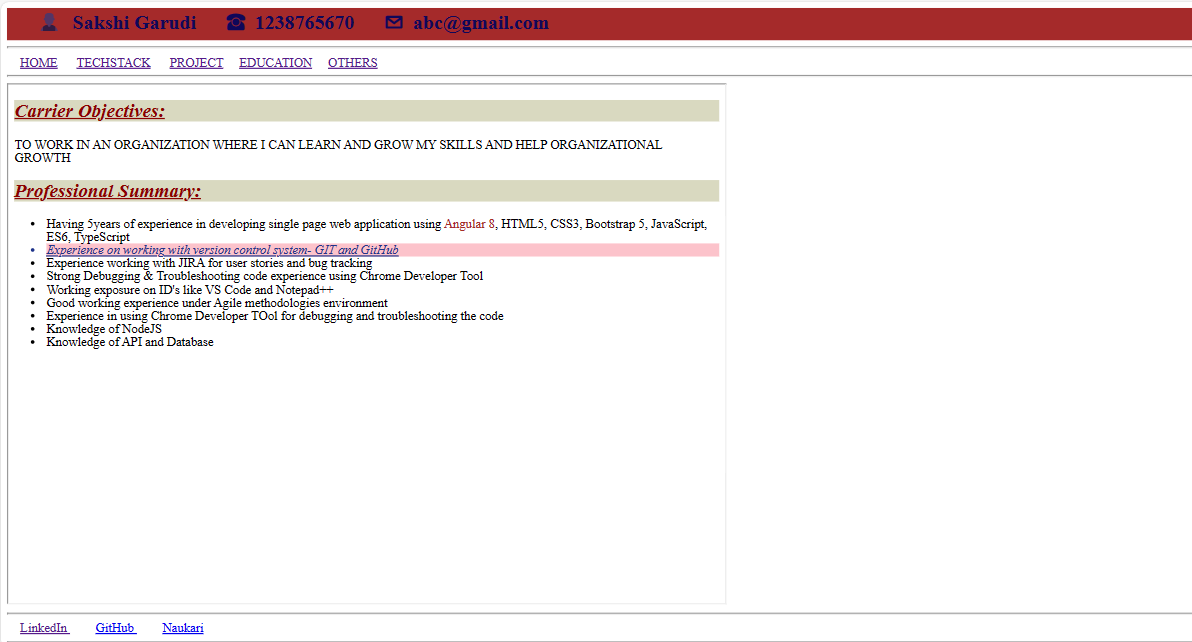 Sakshi Garudi 1238765670 abc@gmail.com
HOME TECHSTACK PROJECT EDUCATION OTHERS
Carrier Objectives:
TO WORK IN AN ORGANIZATION WHERE I CAN LEARN AND GROW MY SKILLS AND HELP ORGANIZATIONAL
GROWTH
Professional Summary:
• Having 5years of experience in developing single page web application using Angular 8, HTML5, CSS3, Bootstrap 5, JavaScript,
ES6, TypeScript
• Experience on working with version control system- GIT and GitHub
• Experience working with JIRA for user stories and bug tracking
• Strong Debugging & Troubleshooting code experience using Chrome Developer Tool
• Working exposure on ID's like VS Code and Notepad++
• Good working experience under Agile methodologies environment
• Experience in using Chrome Developer TOol for debugging and troubleshooting the code
• Knowledge of NodeJS
• Knowledge of API and Database
LinkedIn GitHub Naukari